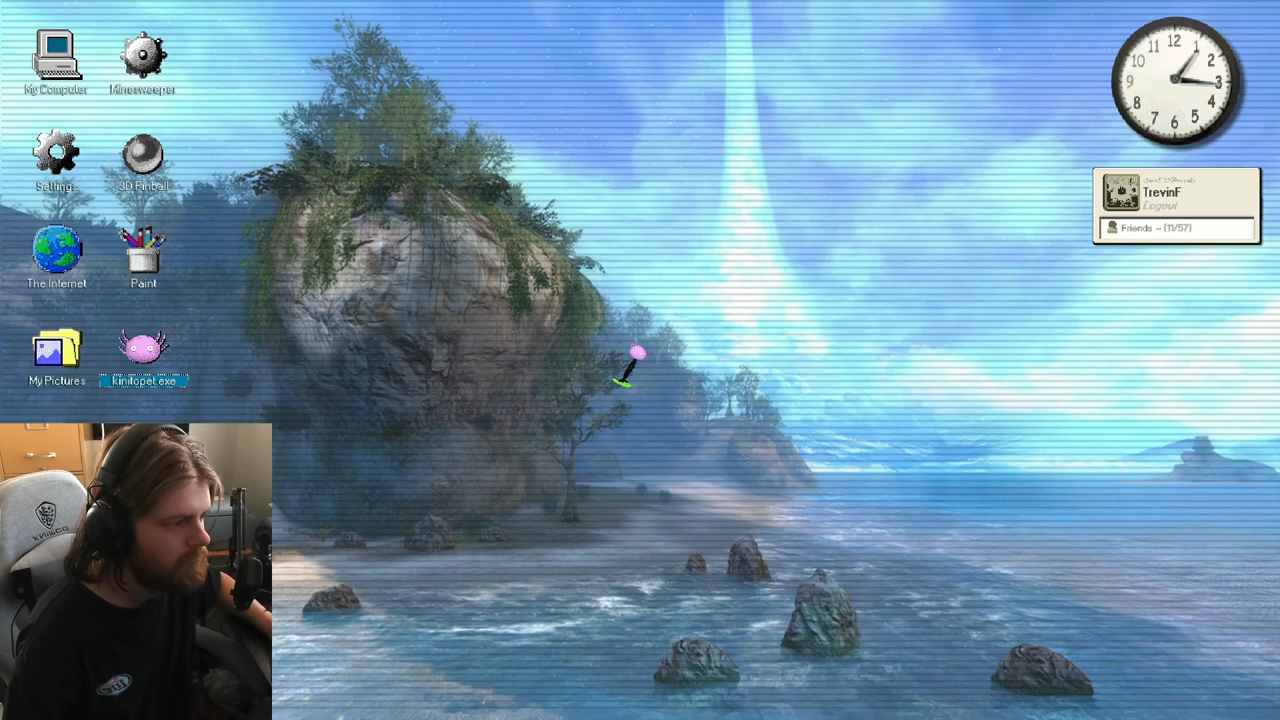 My Computer
Minesweeper
Settings
3D Pinball
The Internet
Paint
My Pictures
kinitopet.exe
12
1
2
3
4
5
6
7
8
9
10
11
TrevinF
Logout
Friends - (11/57)